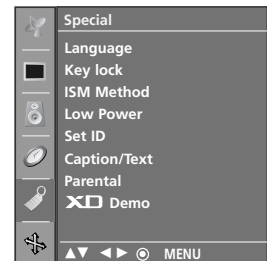 Special
Language
Key lock
ISM Method
Low Power
Set ID
Caption/Text
Parental
XD Demo
▲▼ ◄► ⦿ MENU